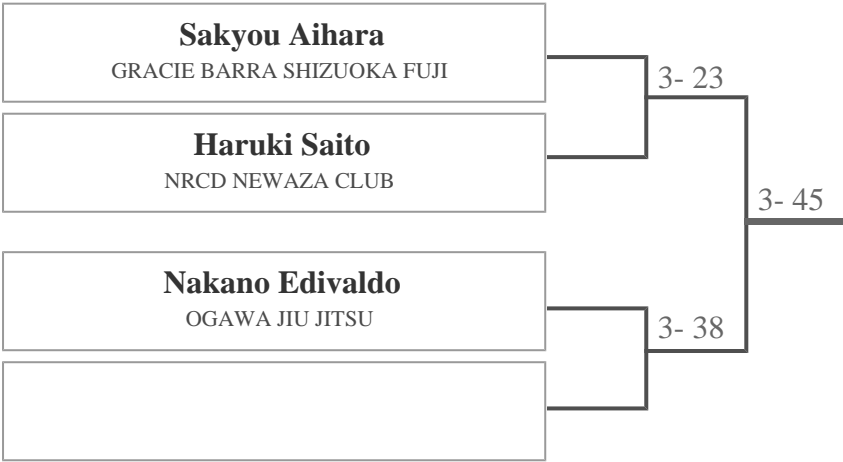 Sakyou Aihara
GRACIE BARRA SHIZUOKA FUJI
3- 23
Haruki Saito
NRCD NEWAZA CLUB
3- 45
Nakano Edivaldo
OGAWA JIU JITSU
3- 38